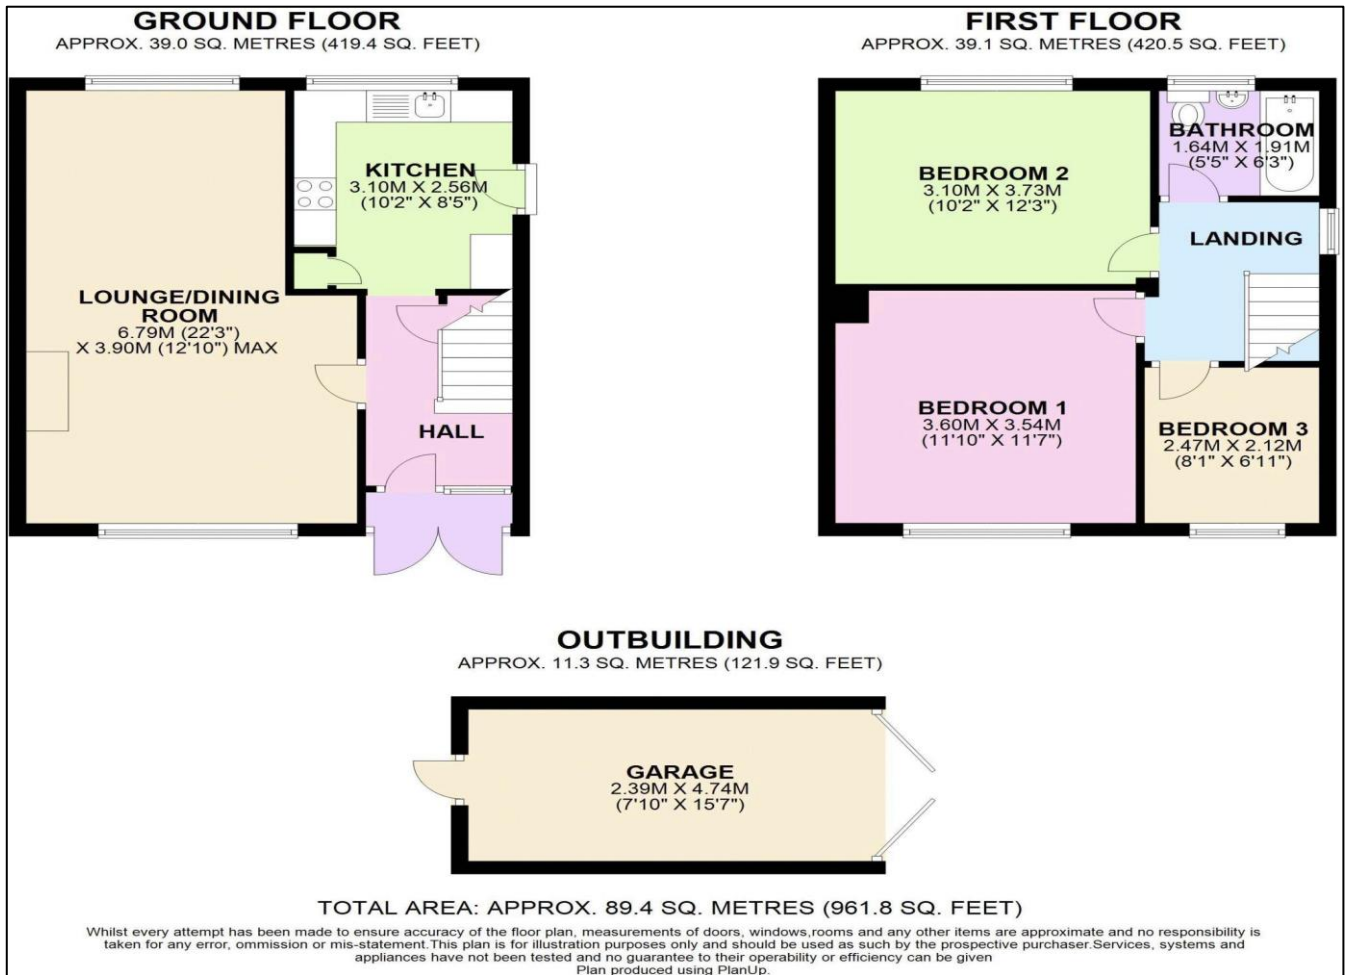 GROUND FLOOR
APPROX. 39.0 SQ. METRES (419.4 SQ. FEET)
KITCHEN
3.10M X 2.56M
(10'2" X 8'5")
LOUNGE/DINING
ROOM
6.79M (22'3")
X 3.90M (12'10") MAX
HALL
FIRST FLOOR
APPROX. 39.1 SQ. METRES (420.5 SQ. FEET)
BATHROOM
1.64M X 1.91M
(5'5" X 6'3")
BEDROOM 2
3.10M X 3.73M
(10'2" X 12'3")
LANDING
BEDROOM 1
3.60M X 3.54M
(11'10" X 11'7")
BEDROOM 3
2.47M X 2.12M
(8'1" X 6'11")
OUTBUILDING
APPROX. 11.3 SQ. METRES (121.9 SQ. FEET)
GARAGE
2.39M X 4.74M
(7'10" X 15'7")
TOTAL AREA: APPROX. 89.4 SQ. METRES (961.8 SQ. FEET)
Whilst every attempt has been made to ensure accuracy of the floor plan, measurements of doors, windows,rooms and any other items are approximate and no responsibility is
taken for any error, ommission or mis-statement.This plan is for illustration purposes only and should be used as such by the prospective purchaser.Services, systems and
appliances have not been tested and no guarantee to their operability or efficiency can be given
Plan produced using PlanUp.